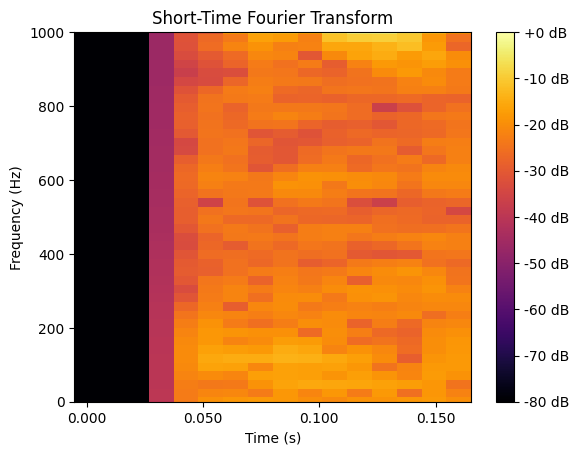 Short-Time Fourier Transform
1000
800
600
400
200
0
Frequency (Hz)
0.000
0.050
0.100
0.150
Time (s)
+0 dB
-10 dB
-20 dB
-30 dB
-40 dB
-50 dB
-60 dB
-70 dB
-80 dB